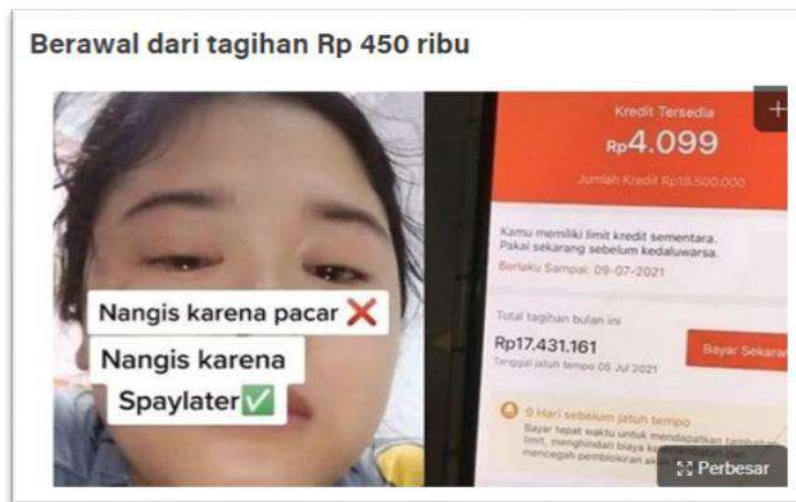 Berawal dari tagihan Rp 450 ribu
Nangis karena pacar ❌
Nangis karena
Spaylater ✅
Kredit Tersedia
Rp4.099
Jumlah Kredit Rp18.500.000
Kamu memiliki limit kredit sementara.
Pakai sekarang sebelum kedaluwarsa.
Berlaku Sampai: 09-07-2021
Total tagihan bulan ini
Rp17.431.161
Bayar
Tanggal jatuh tempo 05 Jul 2021
9 Hari sebelum jatuh tempo
Bayar tepat waktu untuk mendapatkan tambahan
limit, menghindari biaya dan
mencegah pemblokiran
Perbesar